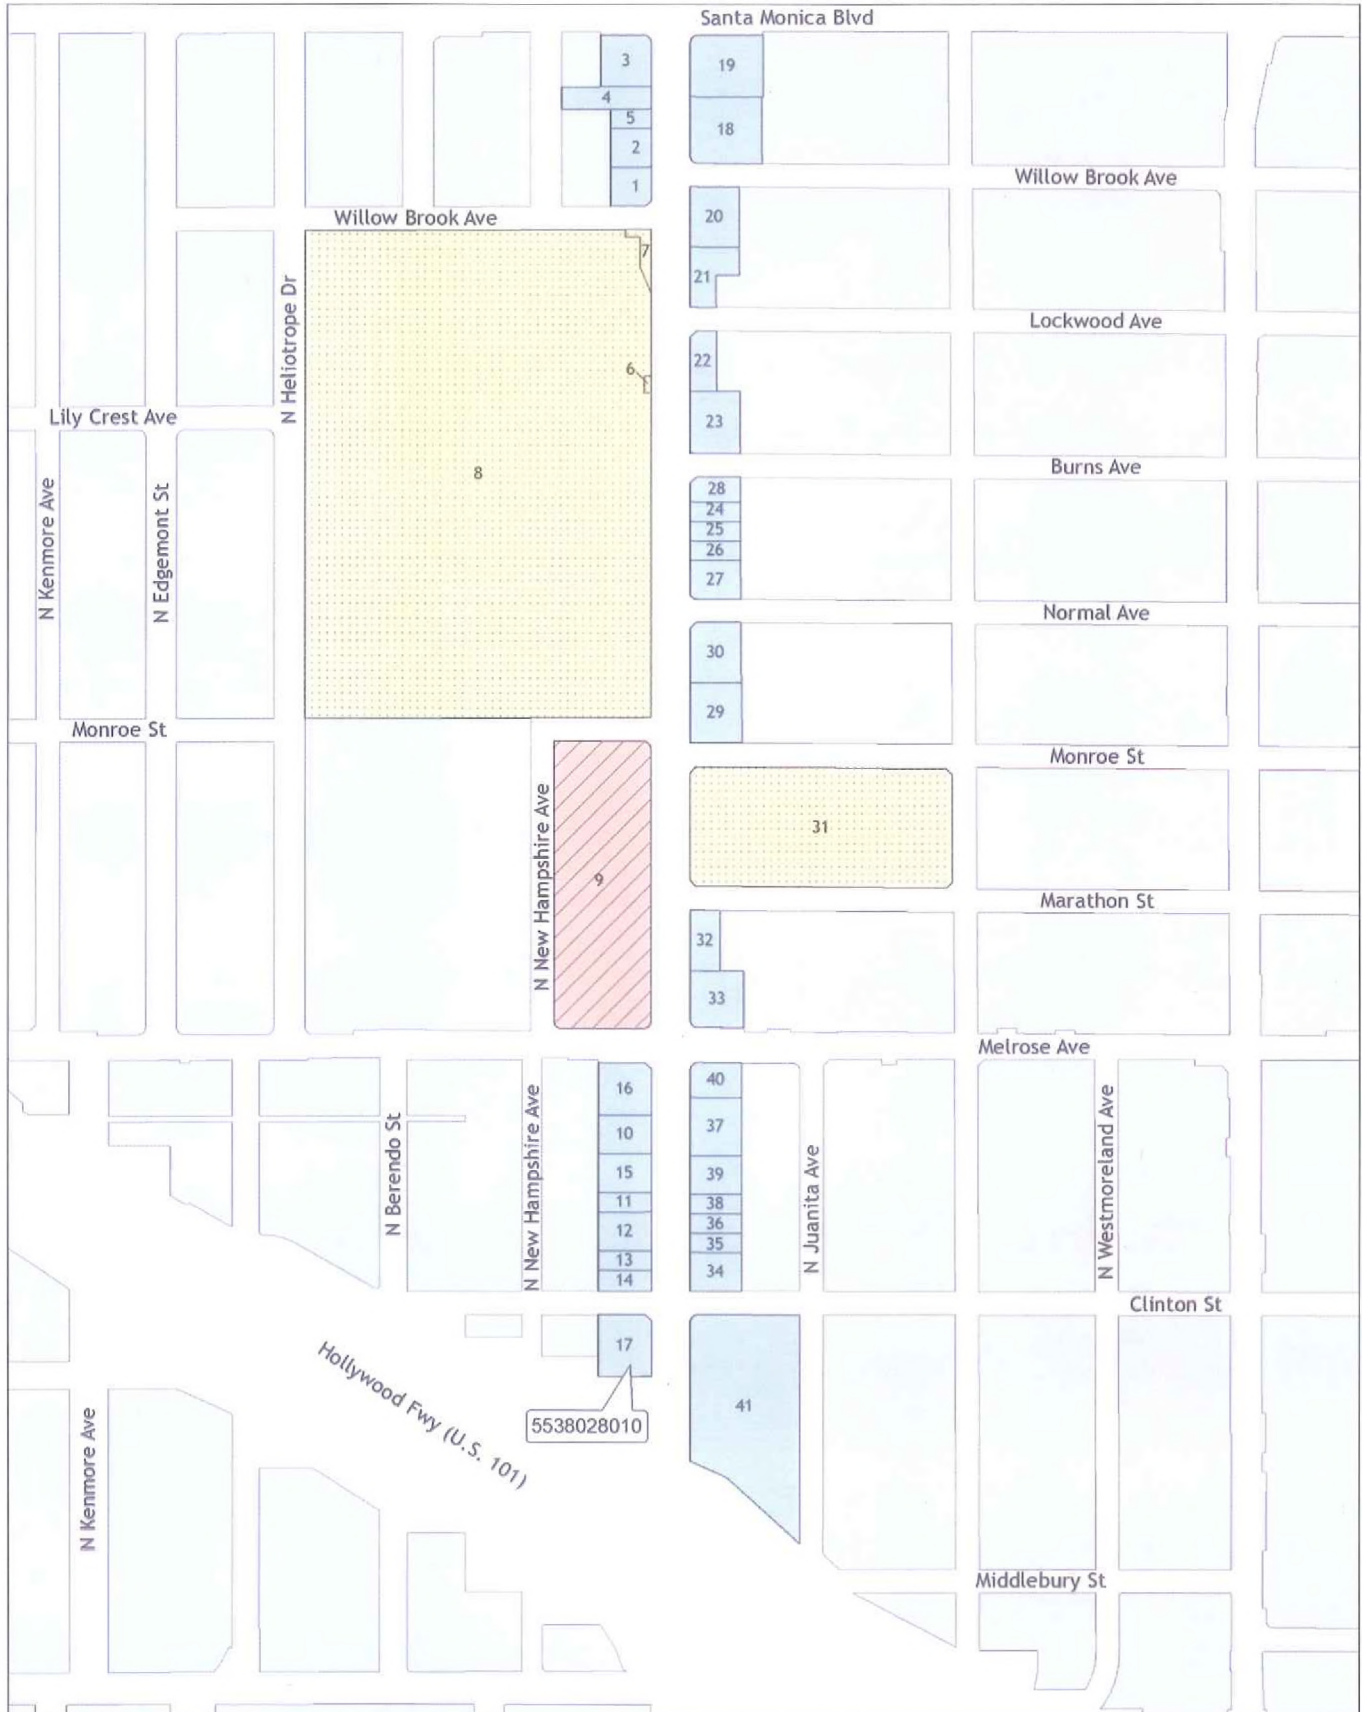 Santa Monica Blvd
3
19
4
5
18
2
1
Willow Brook Ave
20
Willow Brook Ave
7
21
N Heliotrope Dr
Lockwood Ave
22
6
Lily Crest Ave
23
Burns Ave
8
28
24
25
26
27
N Kenmore Ave
N Edgemont St
Normal Ave
30
29
Monroe St
Monroe St
31
N New Hampshire Ave
9
Marathon St
32
33
Melrose Ave
16
40
10
37
15
39
11
38
12
36
35
13
34
14
N Berendo St
N New Hampshire Ave
N Juanita Ave
N Westmoreland Ave
Clinton St
17
Hollywood Fwy (U.S. 101)
41
5538028010
N Kenmore Ave
Middlebury St